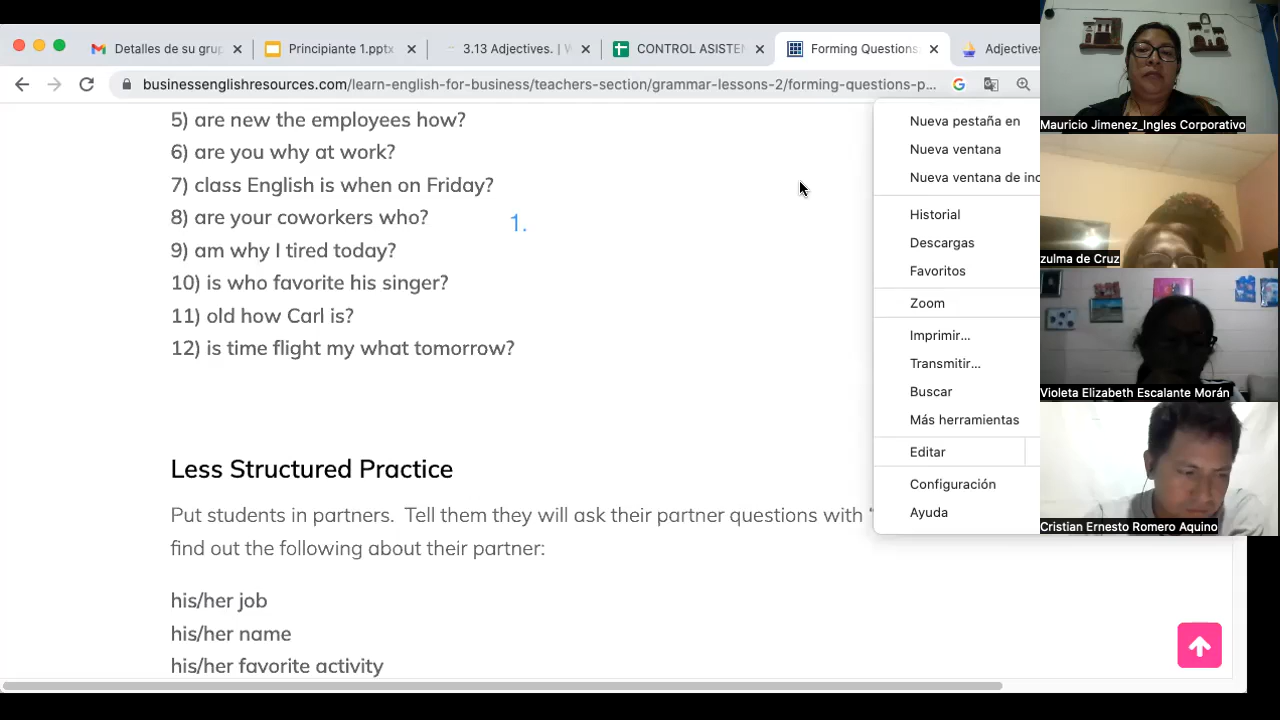 Detalles de su gru
Principiante 1.pptx
3.13 Adjectives. | W
CONTROL ASISTEN
Forming Questions
Adjectives
businessenglishresources.com/learn-english-for-business/teachers-section/grammar-lessons-2/forming-questions-p...
5) are new the employees how?
6) are you why at work?
7) class English is when on Friday?
8) are your coworkers who?
1.
9) am why I tired today?
10) is who favorite his singer?
11) old how Carl is?
12) is time flight my what tomorrow?
Less Structured Practice
Put students in partners. Tell them they will ask their partner questions with “
find out the following about their partner:
his/her job
his/her name
his/her favorite activity
Nueva pestaña en
Nueva ventana
Nueva ventana de inc
Historial
Descargas
Favoritos
Zoom
Imprimir...
Transmitir...
Buscar
Más herramientas
Editar
Configuración
Ayuda
Mauricio Jimenez_Ingles Corporativo
zulma de Cruz
Violeta Elizabeth Escalante Morán
Cristian Ernesto Romero Aquino